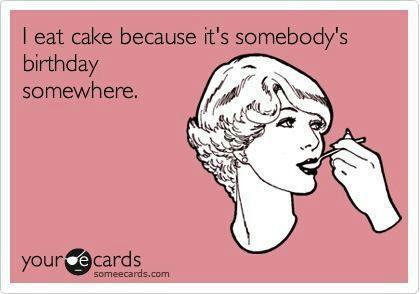 I eat cake because it's somebody's
birthday
somewhere.
your e cards
someecards.com